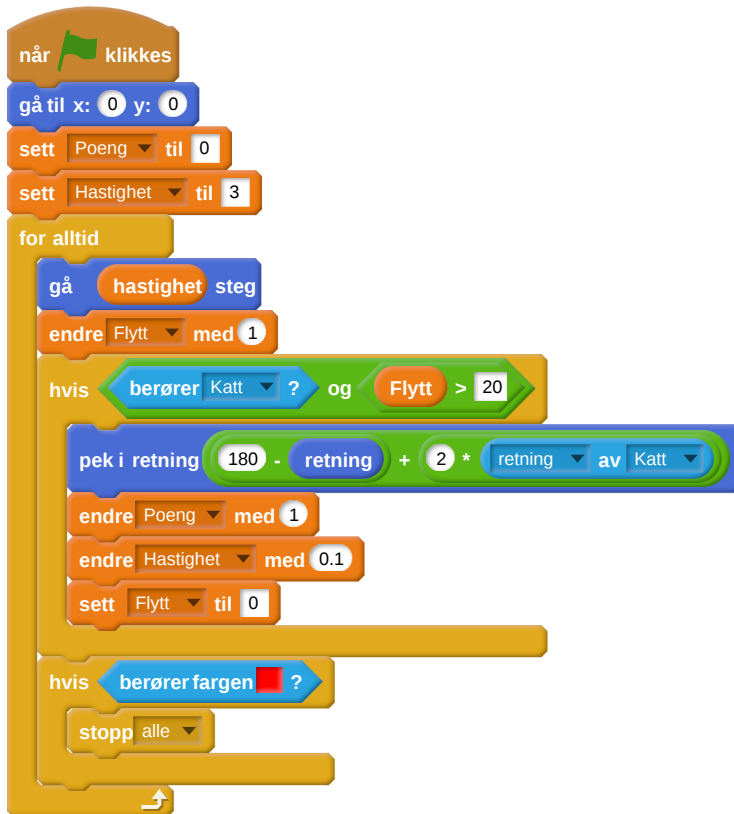 når klikkes
gå til x: 0 y: 0
sett Poeng til 0
sett Hastighet til 3
for alltid
gå hastighet steg
endre Flytt med 1
hvis berører Katt ? og Flytt > 20
pek i retning 180 - retning + 2 * retning av Katt
endre Poeng med 1
endre Hastighet med 0.1
sett Flytt til 0
hvis berører fargen ?
stopp alle